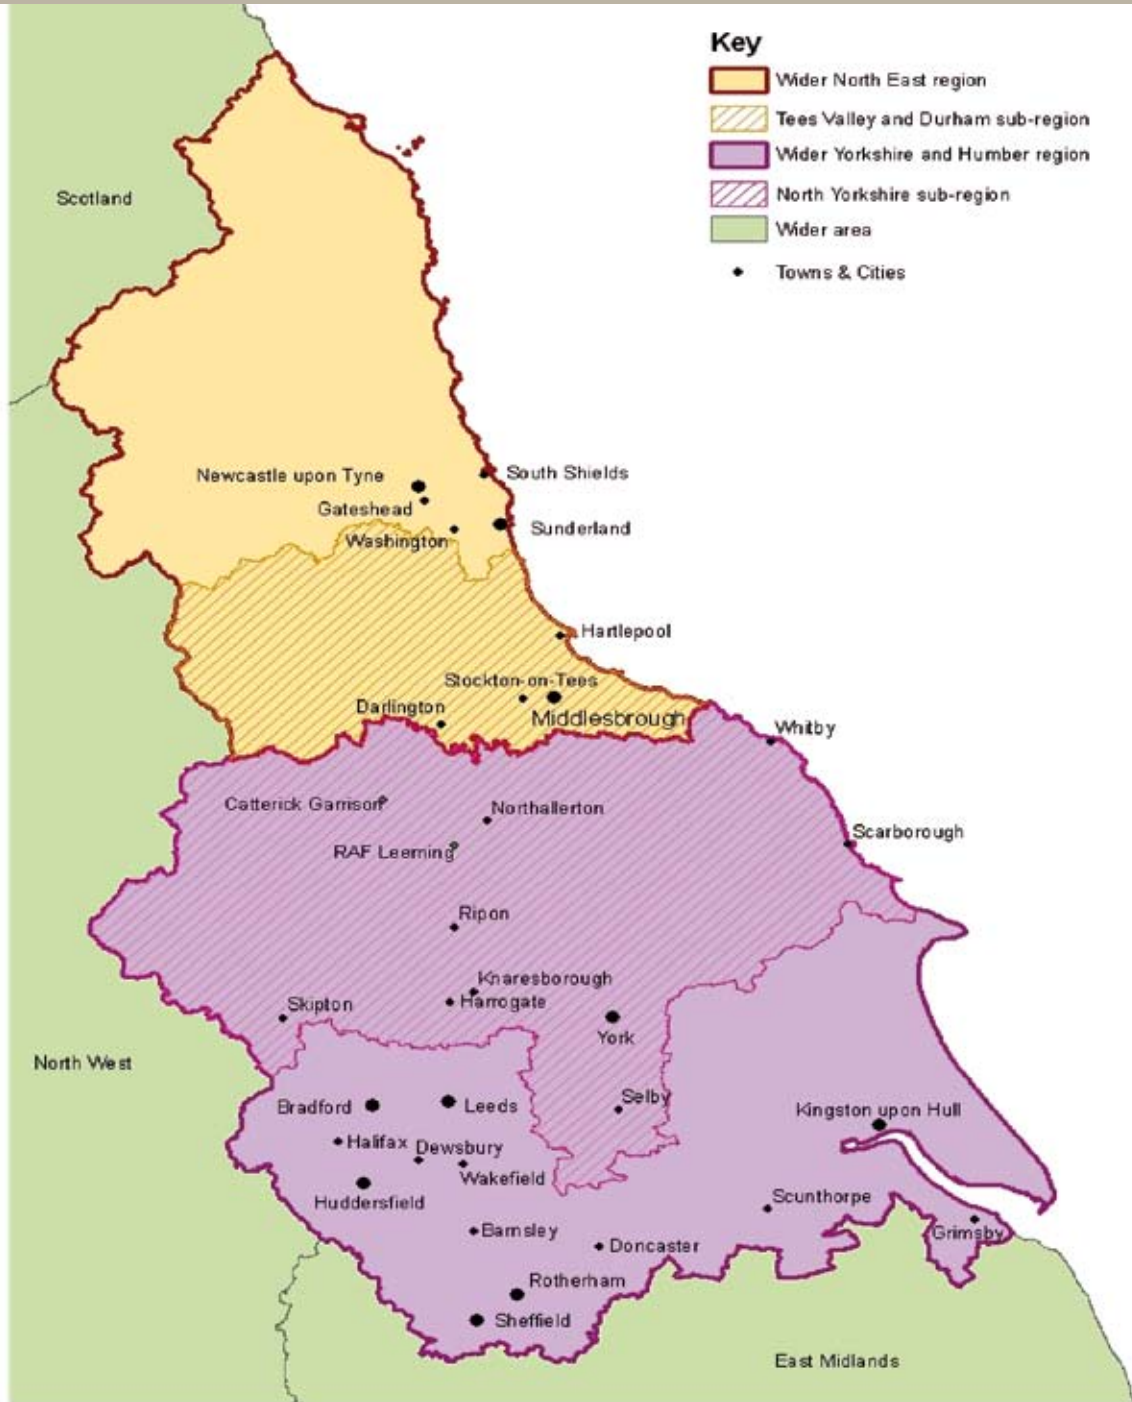 Key
Wider North East region
Tees Valley and Durham sub-region
Wider Yorkshire and Humber region
North Yorkshire sub-region
Wider area
Towns & Cities
Scotland
Newcastle upon Tyne
South Shields
Gateshead
Sunderland
Washington
Hartlepool
Stockton-on-Tees
Darlington
Middlesbrough
Whitby
Catterick Garrison
Northallerton
Scarborough
RAF Leeming
Ripon
Knaresborough
Harrogate
Skipton
York
North West
Selby
Bradford
Leeds
Kingston upon Hull
Halifax
Dewsbury
Wakefield
Huddersfield
Scunthorpe
Barnsley
Grimsby
Doncaster
Rotherham
Sheffield
East Midlands